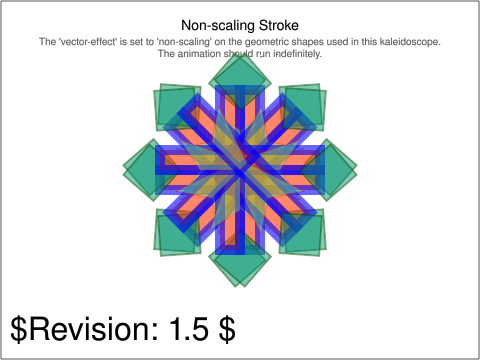 Non-scaling Stroke
The 'vector-effect' is set to 'non-scaling' on the geometric shapes used in this kaleidoscope.
The animation should run indefinitely.
$Revision: 1.5 $